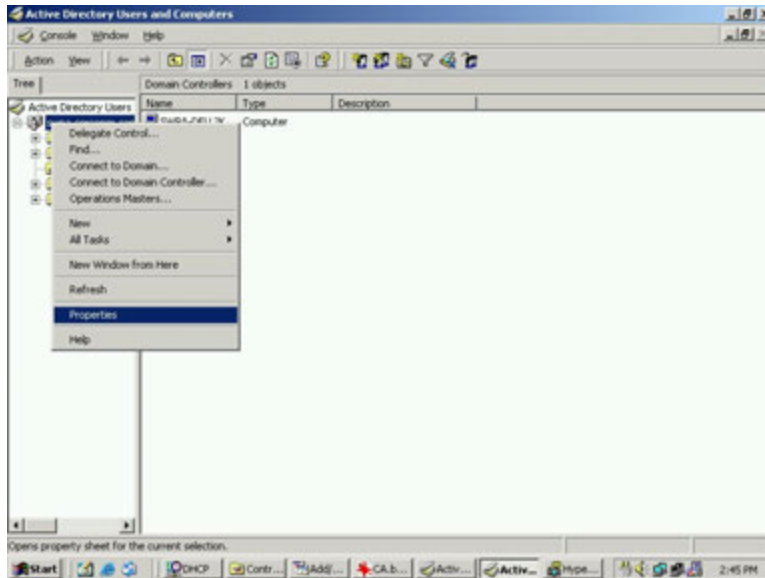 Active Directory Users and Computers
Console Window Help
Action View
Tree
Domain Controllers 1 objects
Active Directory Users
Name Type Description
Computer
Delegate Control...
Find...
Connect to Domain...
Connect to Domain Controller...
Operations Masters...
New
All Tasks
New Window from Here
Refresh
Properties
Help
Opens property sheet for the current selection.
Start DHCP Contr... Add/... CA.b... Activ... Activ... Hype... 2:45 PM